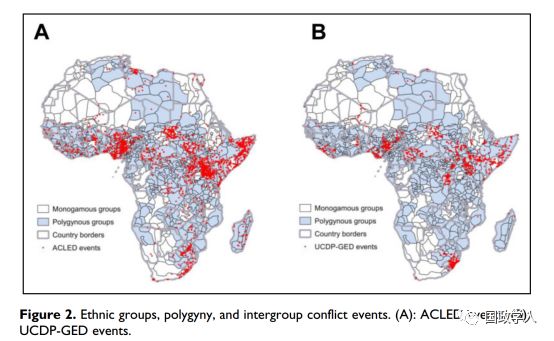 A
B
Monogamous groups
Polygynous groups
Country borders
ACLED events
Monogamous groups
Polygynous groups
Country borders
UCDP-GED events
Figure 2. Ethnic groups, polygyny, and intergroup conflict events. (A): ACLED
UCDP-GED events.
国政学人